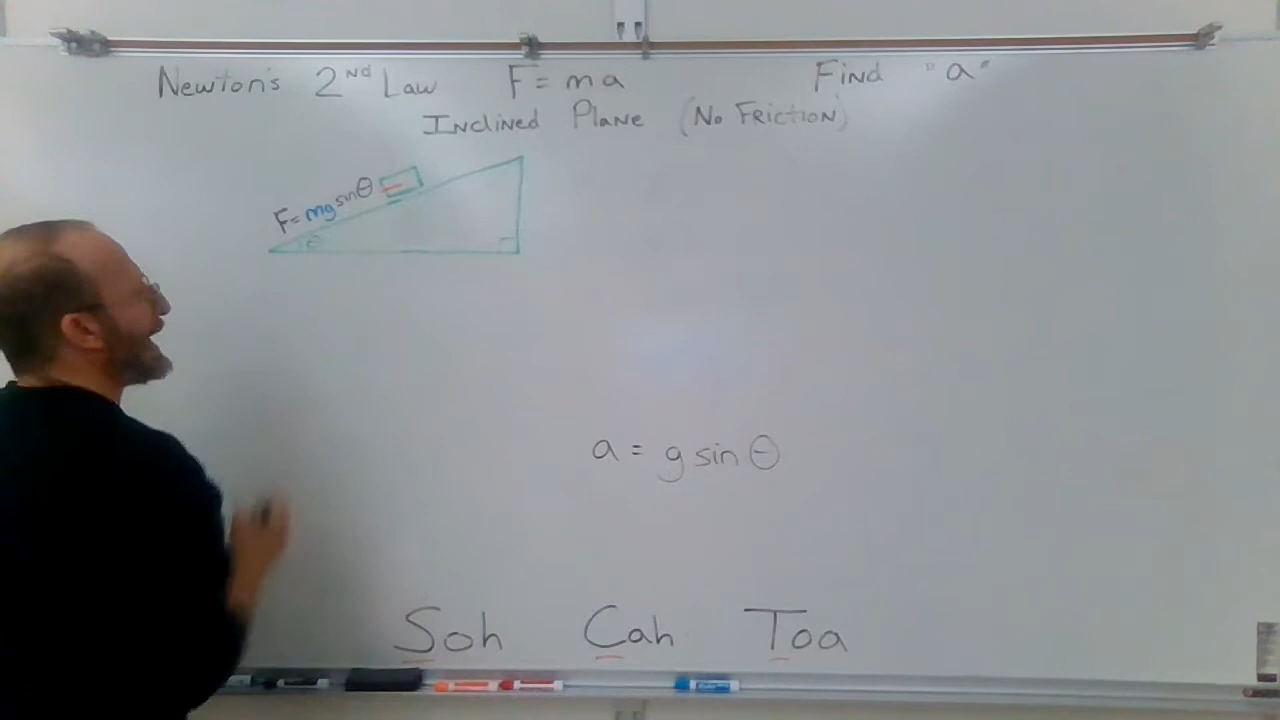 Newton's 2nd Law F = ma Find "a"
Inclined Plane (No Friction)
F=mg sinθ
θ
a = g sin θ
Soh Cah Toa